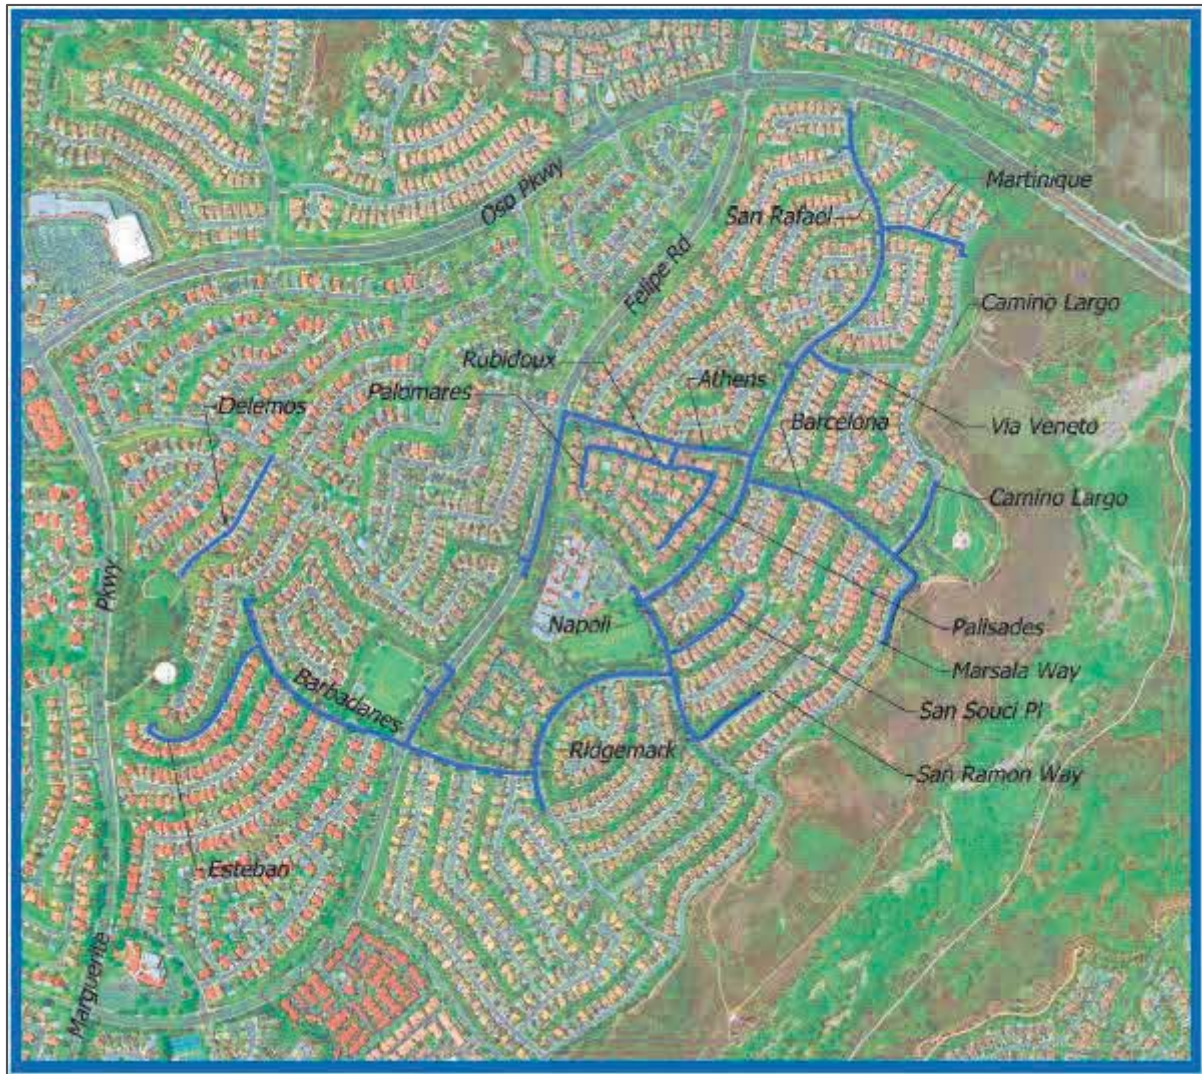 Martinique
Oso Pkwy
San Rafael
Felipe Rd
Camino Largo
Rubidoux
Athens
Palomares
Delemos
Barcelona
Via Veneto
Camino Largo
Pkwy
Napoli
Palisades
Marsala Way
Barbadanes
San Souci Pl
Ridgemark
San Ramon Way
Esteban
Marguerite